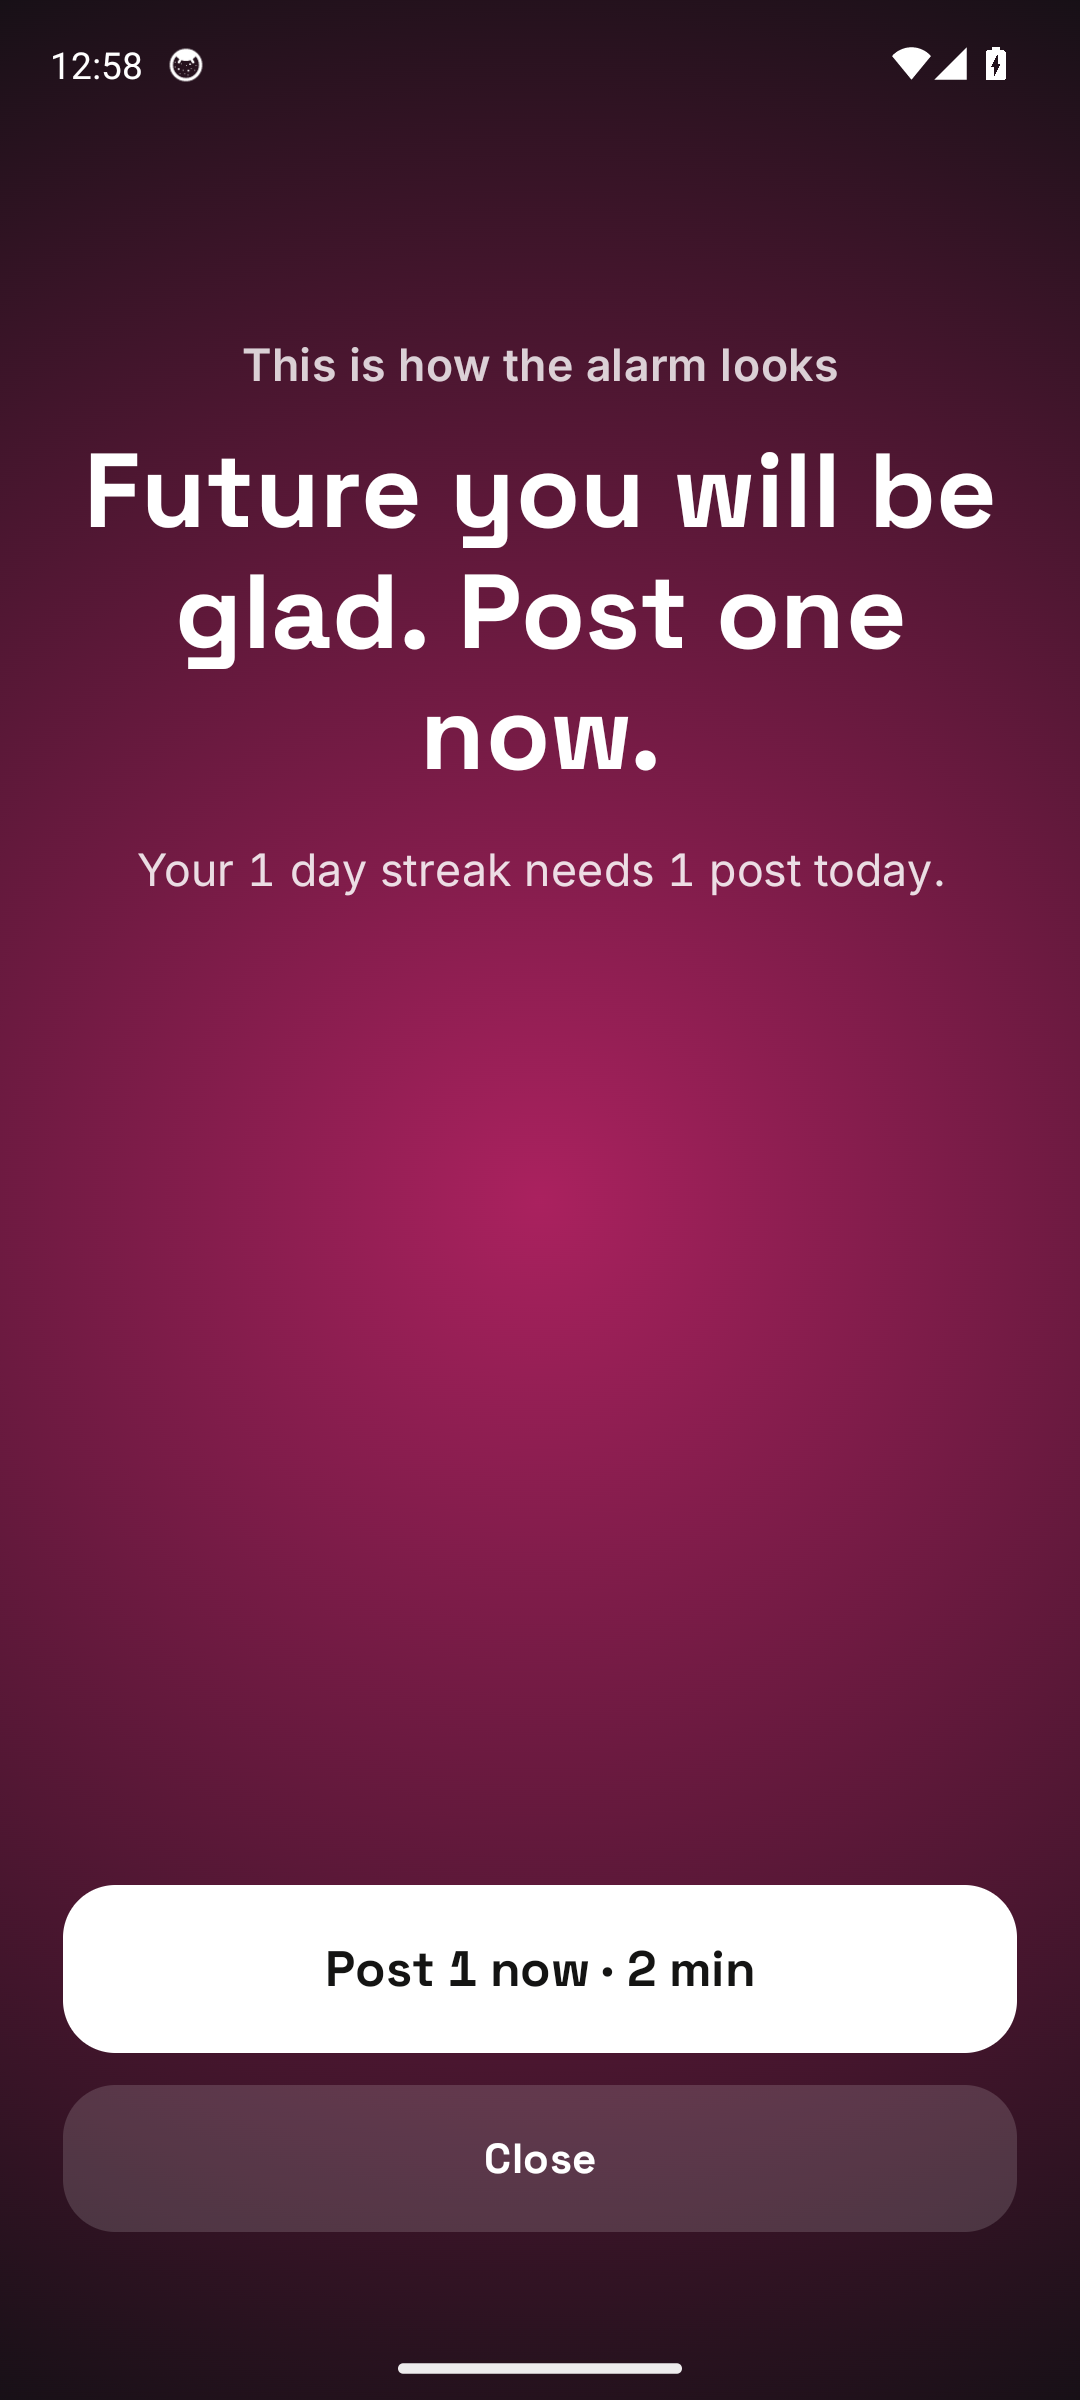 12:58
This is how the alarm looks
Future you will be
glad. Post one
now.
Your 1 day streak needs 1 post today.
Post 1 now · 2 min
Close